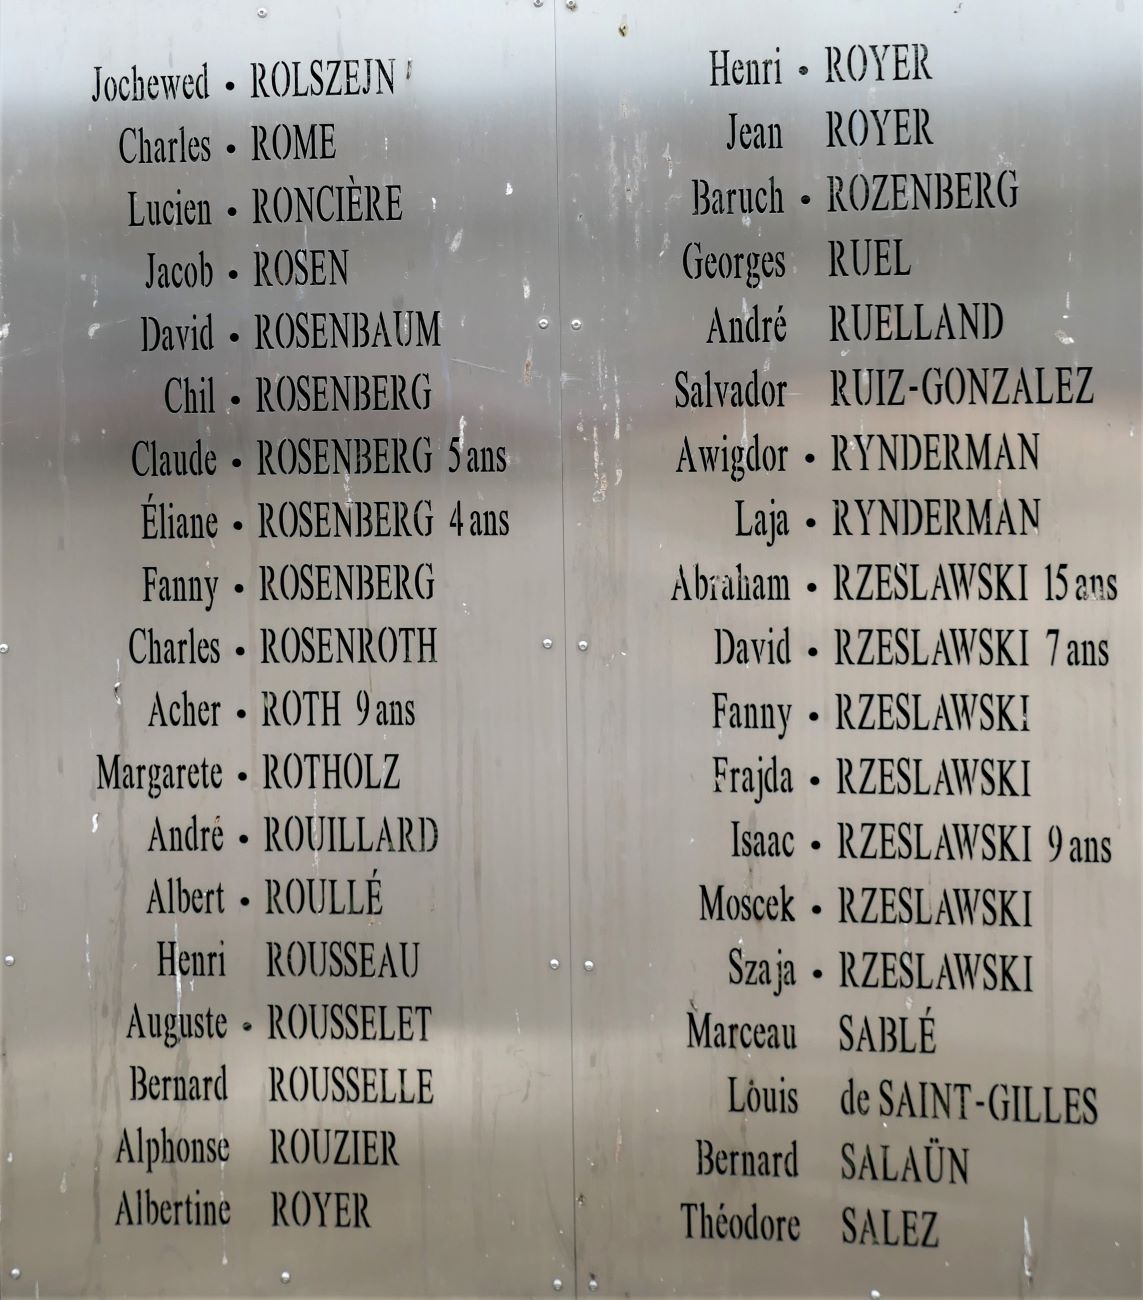 Jochewed • ROLSZEJN
Charles • ROME
Lucien • RONCIÈRE
Jacob • ROSEN
David • ROSENBAUM
Chil • ROSENBERG
Claude • ROSENBERG 5 ans
Éliane • ROSENBERG 4 ans
Fanny • ROSENBERG
Charles • ROSENROTH
Acher • ROTH 9 ans
Margarete • ROTHOLZ
André • ROUILLARD
Albert • ROULLÉ
Henri ROUSSEAU
Auguste • ROUSSELET
Bernard ROUSSELLE
Alphonse ROUZIER
Albertine ROYER
Henri • ROYER
Jean ROYER
Baruch • ROZENBERG
Georges RUEL
André RUELLAND
Salvador RUIZ-GONZALEZ
Awigdor • RYNDERMAN
Laja • RYNDERMAN
Abraham • RZESLAWSKI 15 ans
David • RZESLAWSKI 7 ans
Fanny • RZESLAWSKI
Frajda • RZESLAWSKI
Isaac • RZESLAWSKI 9 ans
Moscek • RZESLAWSKI
Szaja • RZESLAWSKI
Marceau SABLÉ
Louis de SAINT-GILLES
Bernard SALAÜN
Théodore SALEZ